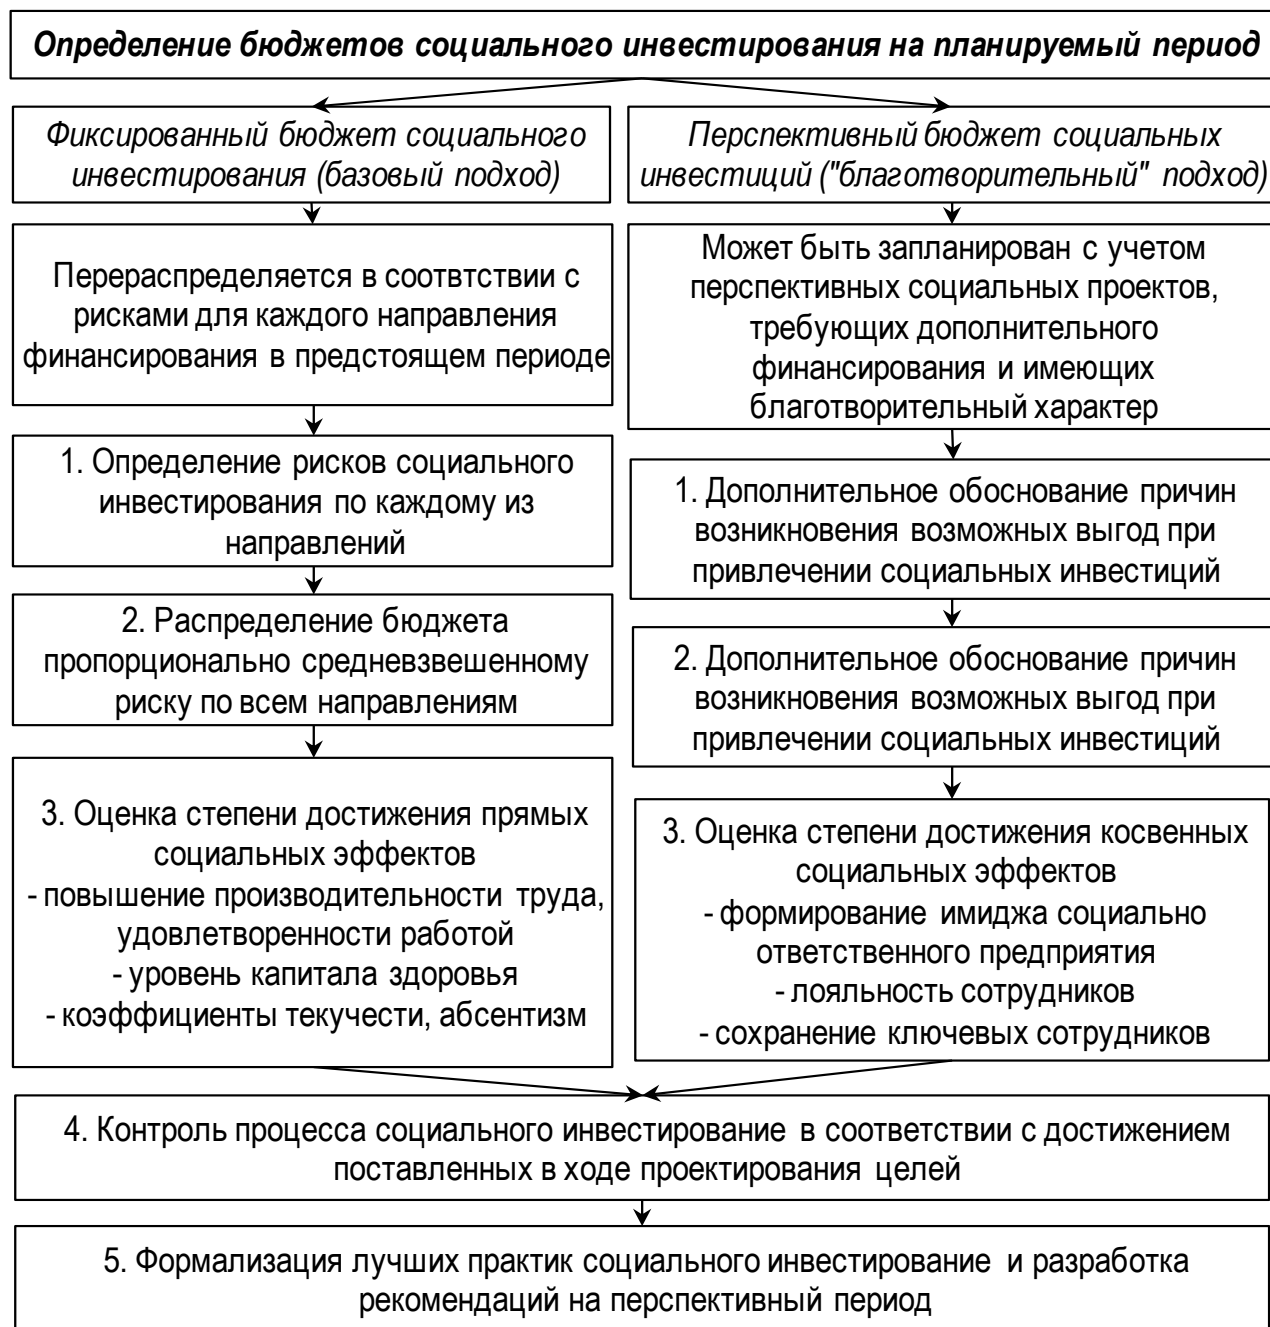 Определение бюджетов социального инвестирования на планируемый период
Фиксированный бюджет социального
инвестирования (базовый подход)
Перспективный бюджет социальных
инвестиций ("благотворительный" подход)
Перераспределяется в соотвтствии с
рисками для каждого направления
финансирования в предстоящем периоде
Может быть запланирован с учетом
перспективных социальных проектов,
требующих дополнительного
финансирования и имеющих
благотворительный характер
1. Определение рисков социального
инвестирования по каждому из
направлений
1. Дополнительное обоснование причин
возникновения возможных выгод при
привлечении социальных инвестиций
2. Распределение бюджета
пропорционально средневзвешенному
риску по всем направлениям
2. Дополнительное обоснование причин
возникновения возможных выгод при
привлечении социальных инвестиций
3. Оценка степени достижения прямых
социальных эффектов
- повышение производительности труда,
удовлетворенности работой
- уровень капитала здоровья
- коэффициенты текучести, абсентизм
3. Оценка степени достижения косвенных
социальных эффектов
- формирование имиджа социально
ответственного предприятия
- лояльность сотрудников
- сохранение ключевых сотрудников
4. Контроль процесса социального инвестирование в соответствии с достижением
поставленных в ходе проектирования целей
5. Формализация лучших практик социального инвестирование и разработка
рекомендаций на перспективный период